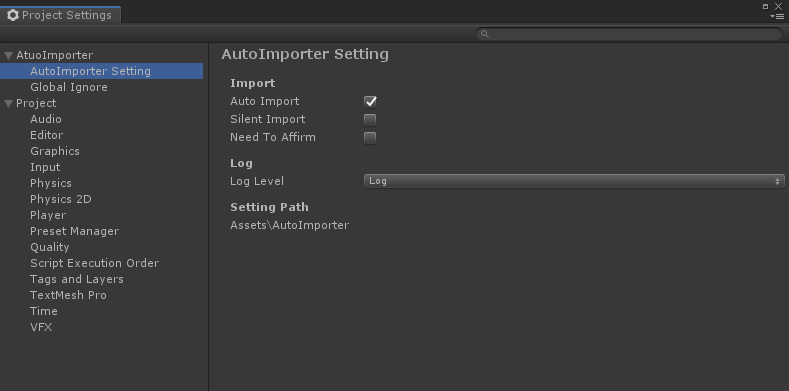 Project Settings
AtuoImporter
AutoImporter Setting
Global Ignore
Project
Audio
Editor
Graphics
Input
Physics
Physics 2D
Player
Preset Manager
Quality
Script Execution Order
Tags and Layers
TextMesh Pro
Time
VFX
AutoImporter Setting
Import
Auto Import
Silent Import
Need To Affirm
Log
Log Level Log
Setting Path
Assets\AutoImporter